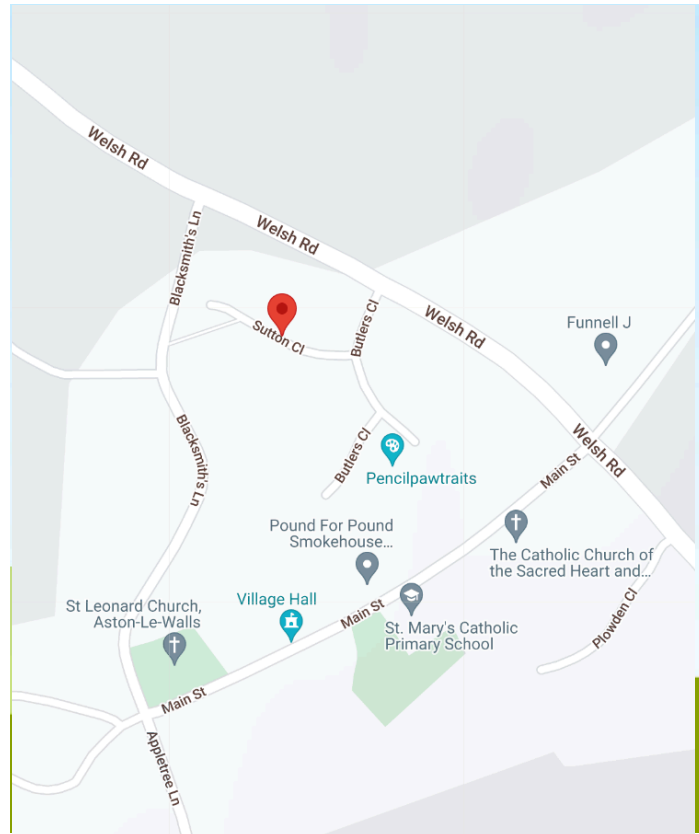 Welsh Rd
Blacksmith's Ln
Welsh Rd
Butlers Cl
Welsh Rd
Sutton Cl
Funnell J
Blacksmith's Ln
Butlers Cl
Welsh Rd
Main St
Pencilpawtraits
Pound For Pound
Smokehouse...
The Catholic Church of
the Sacred Heart and...
Village Hall
St Leonard Church,
Aston-Le-Walls
Main St
St. Mary's Catholic
Primary School
Plowden Cl
Main St
Appletree Ln